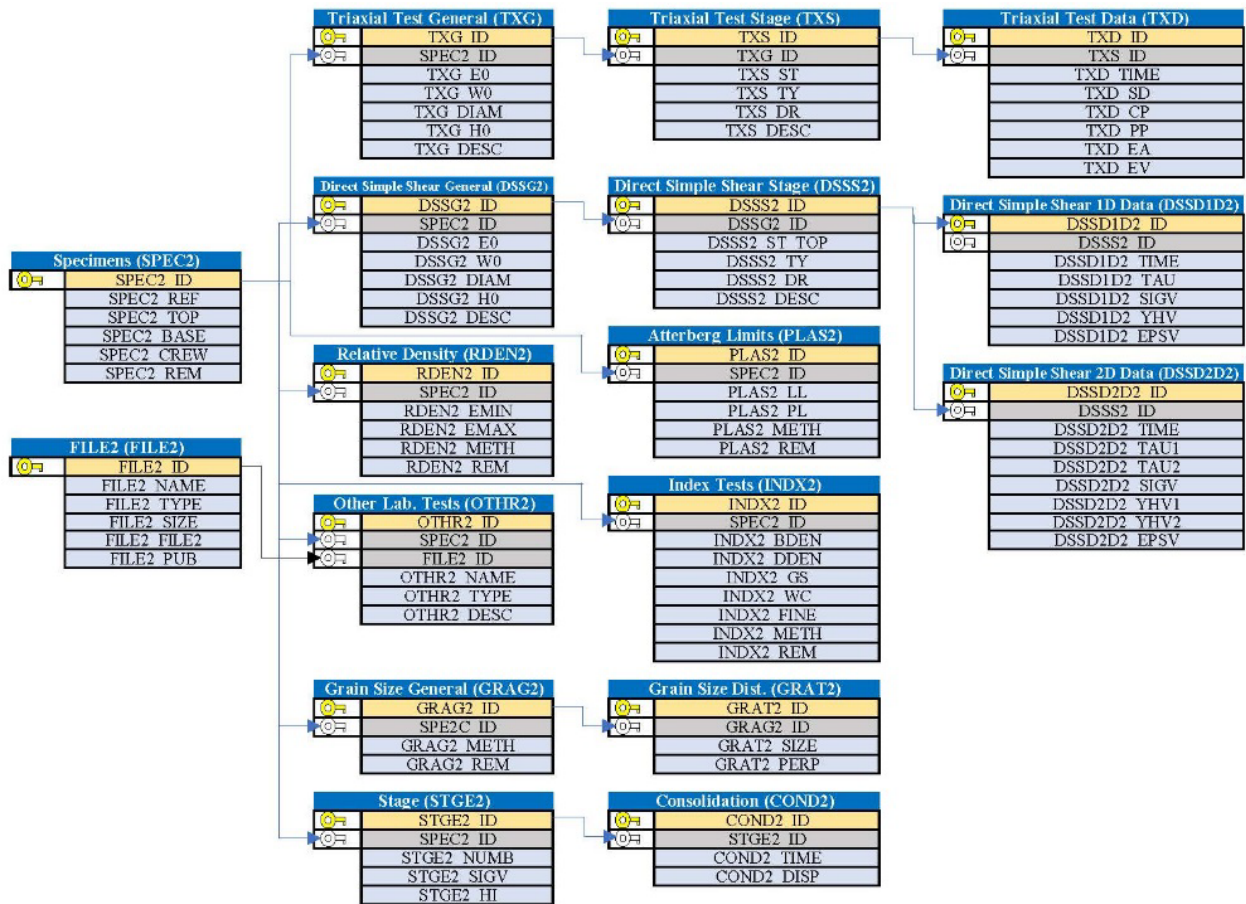 Triaxial Test General (TXG)
TXG ID
SPEC2 ID
TXG E0
TXG W0
TXG DIAM
TXG H0
TXG DESC
Triaxial Test Stage (TXS)
TXS ID
TXG ID
TXS ST
TXS TY
TXS DR
TXS DESC
Triaxial Test Data (TXD)
TXD ID
TXS ID
TXD TIME
TXD SD
TXD CP
TXD PP
TXD EA
TXD EV
Direct Simple Shear General (DSSG2)
DSSG2 ID
SPEC2 ID
DSSG2 E0
DSSG2 W0
DSSG2 DIAM
DSSG2 H0
DSSG2 DESC
Direct Simple Shear Stage (DSSS2)
DSSS2 ID
DSSG2 ID
DSSS2 ST TOP
DSSS2 TY
DSSS2 DR
DSSS2 DESC
Direct Simple Shear 1D Data (DSSD1D2)
DSSD1D2 ID
DSSS2 ID
DSSD1D2 TIME
DSSD1D2 TAU
DSSD1D2 SIGV
DSSD1D2 YHV
DSSD1D2 EPSV
Specimens (SPEC2)
SPEC2 ID
SPEC2 REF
SPEC2 TOP
SPEC2 BASE
SPEC2 CREW
SPEC2 REM
Relative Density (RDEN2)
RDEN2 ID
SPEC2 ID
RDEN2 EMIN
RDEN2 EMAX
RDEN2 METH
RDEN2 REM
Atterberg Limits (PLAS2)
PLAS2 ID
SPEC2 ID
PLAS2 LL
PLAS2 PL
PLAS2 METH
PLAS2 REM
Direct Simple Shear 2D Data (DSSD2D2)
DSSD2D2 ID
DSSS2 ID
DSSD2D2 TIME
DSSD2D2 TAU1
DSSD2D2 TAU2
DSSD2D2 SIGV
DSSD2D2 YHV1
DSSD2D2 YHV2
DSSD2D2 EPSV
FILE2 (FILE2)
FILE2 ID
FILE2 NAME
FILE2 TYPE
FILE2 SIZE
FILE2 FILE2
FILE2 PUB
Other Lab. Tests (OTHR2)
OTHR2 ID
SPEC2 ID
FILE2 ID
OTHR2 NAME
OTHR2 TYPE
OTHR2 DESC
Index Tests (INDX2)
INDX2 ID
SPEC2 ID
INDX2 BDEN
INDX2 DDEN
INDX2 GS
INDX2 WC
INDX2 FINE
INDX2 METH
INDX2 REM
Grain Size General (GRAG2)
GRAG2 ID
SPE2C ID
GRAG2 METH
GRAG2 REM
Grain Size Dist. (GRAT2)
GRAT2 ID
GRAG2 ID
GRAT2 SIZE
GRAT2 PERP
Stage (STGE2)
STGE2 ID
SPEC2 ID
STGE2 NUMB
STGE2 SIGV
STGE2 HI
Consolidation (COND2)
COND2 ID
STGE2 ID
COND2 TIME
COND2 DISP